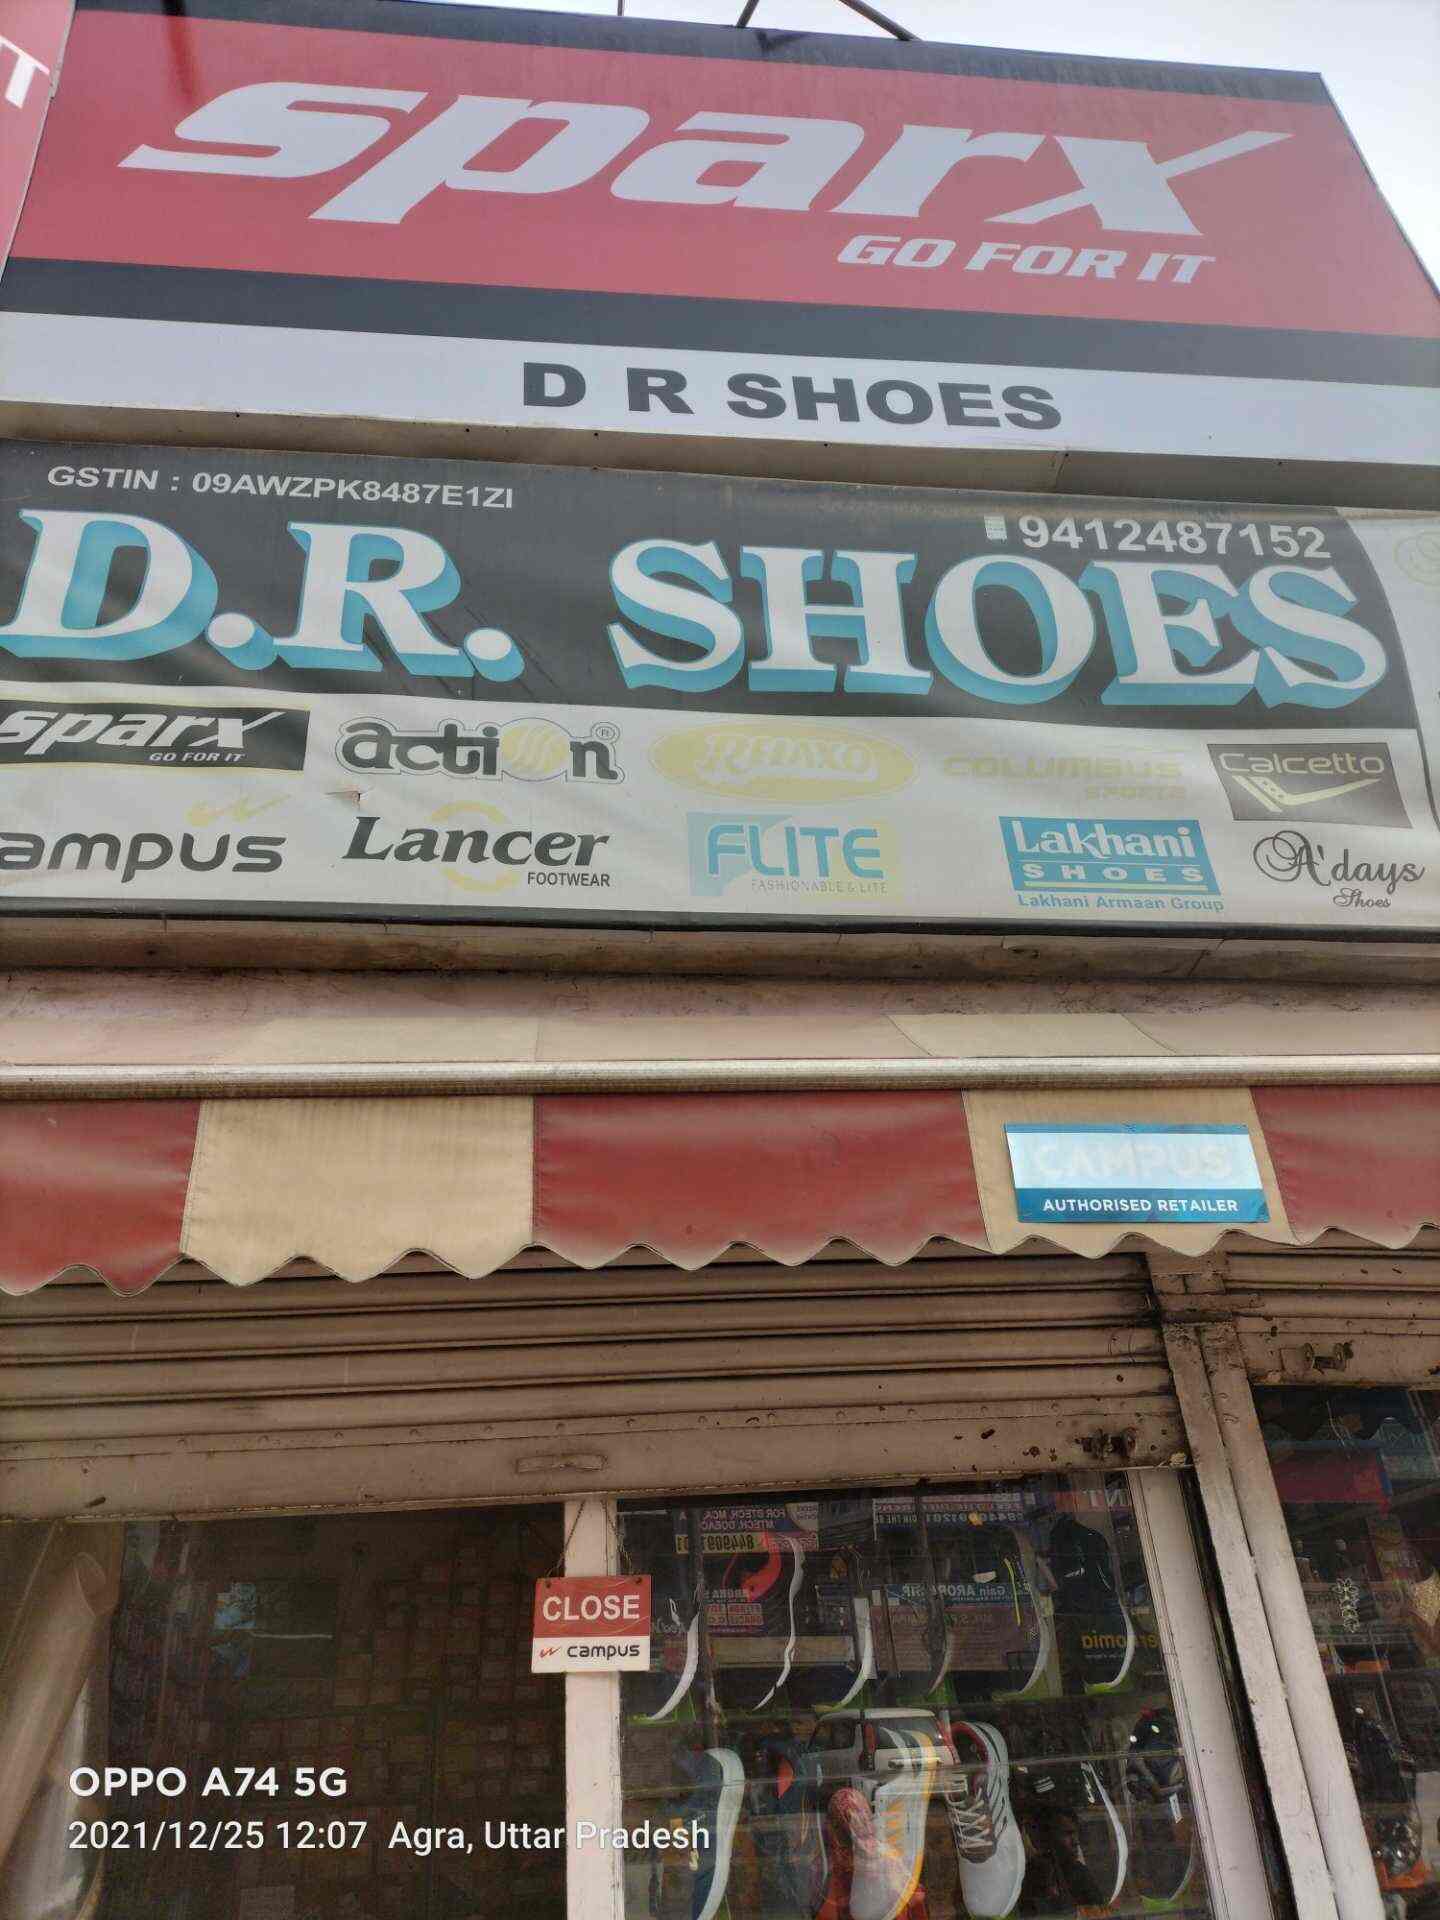 T
sparx
GO FOR IT
D R SHOES
GSTIN : 09AWZPK8487E1ZI
9412487152
D.R. SHOES
sparx
GO FOR IT
action®
RELAXO
COLUMBUS
SPORTS
Calcetto
ampus
Lancer
FOOTWEAR
FLITE
FASHIONABLE & LITE
Lakhani
SHOES
Lakhani Armaan Group
A'days
Shoes
CAMPUS
AUTHORISED RETAILER
CLOSE
campus
OPPO A74 5G
2021/12/25 12:07 Agra, Uttar Pradesh